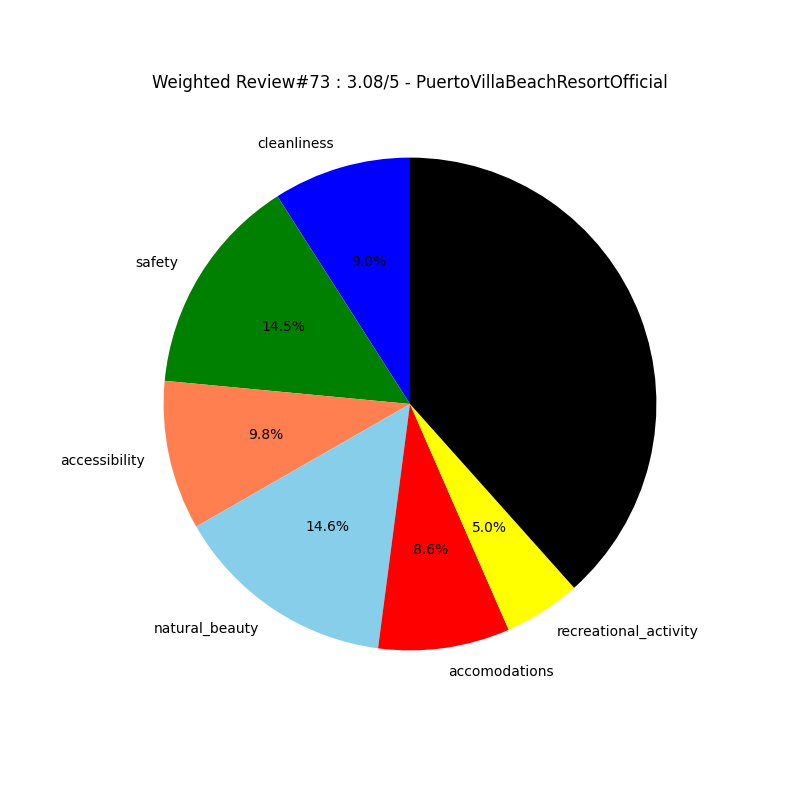 Weighted Review#73 : 3.08/5 - PuertoVillaBeachResortOfficial
cleanliness
9.0%
safety
14.5%
accessibility
9.8%
natural_beauty
14.6%
accomodations
8.6%
recreational_activity
5.0%